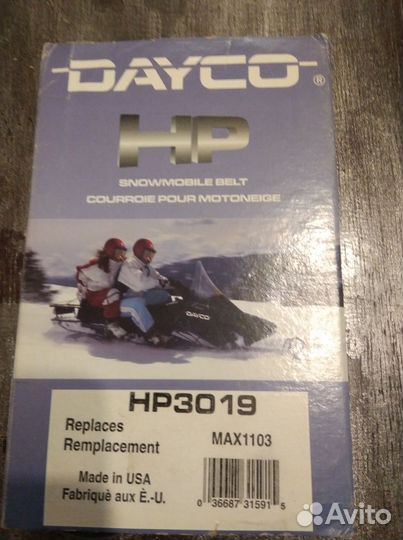 DAYCO®
HP
SNOWMOBILE BELT
COURROIE POUR MOTONEIGE
DAYCO
HP3019
Replaces
Remplacement
MAX1103
Made in USA
Fabriquè aux È.-U.
0 36687 31591 5
Avito